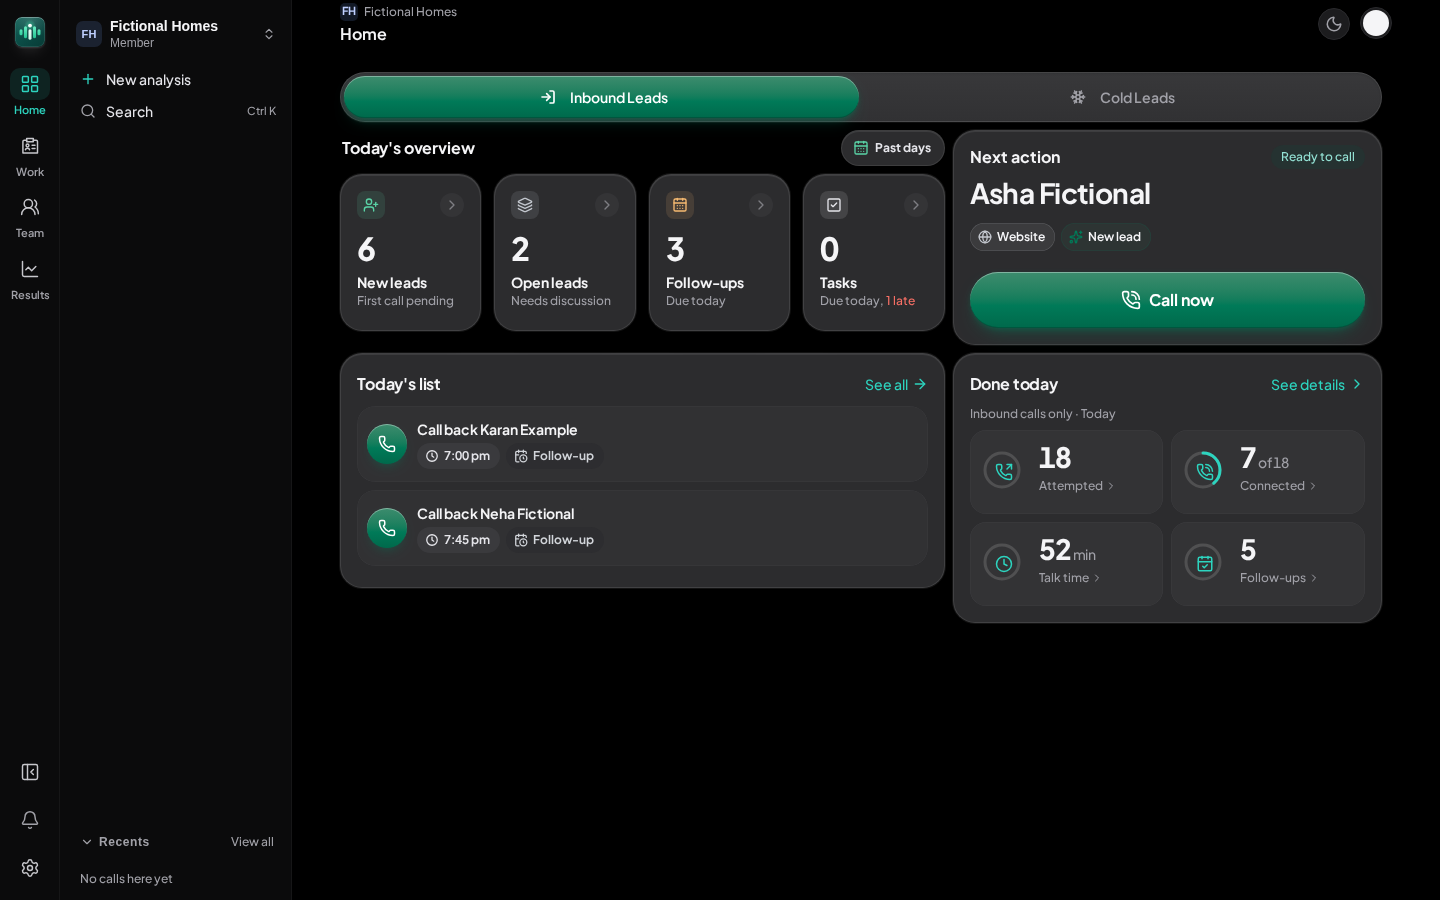 Home
Work
Team
Results
FH
Fictional Homes
Member
New analysis
Search
Ctrl K
Recents
View all
No calls here yet
FH Fictional Homes
Home
Inbound Leads
Cold Leads
Today's overview
Past days
6
New leads
First call pending
2
Open leads
Needs discussion
3
Follow-ups
Due today
0
Tasks
Due today, 1 late
Next action
Ready to call
Asha Fictional
Website
New lead
Call now
Today's list
See all
Call back Karan Example
7:00 pm
Follow-up
Call back Neha Fictional
7:45 pm
Follow-up
Done today
See details
Inbound calls only · Today
18
Attempted
7 of 18
Connected
52 min
Talk time
5
Follow-ups